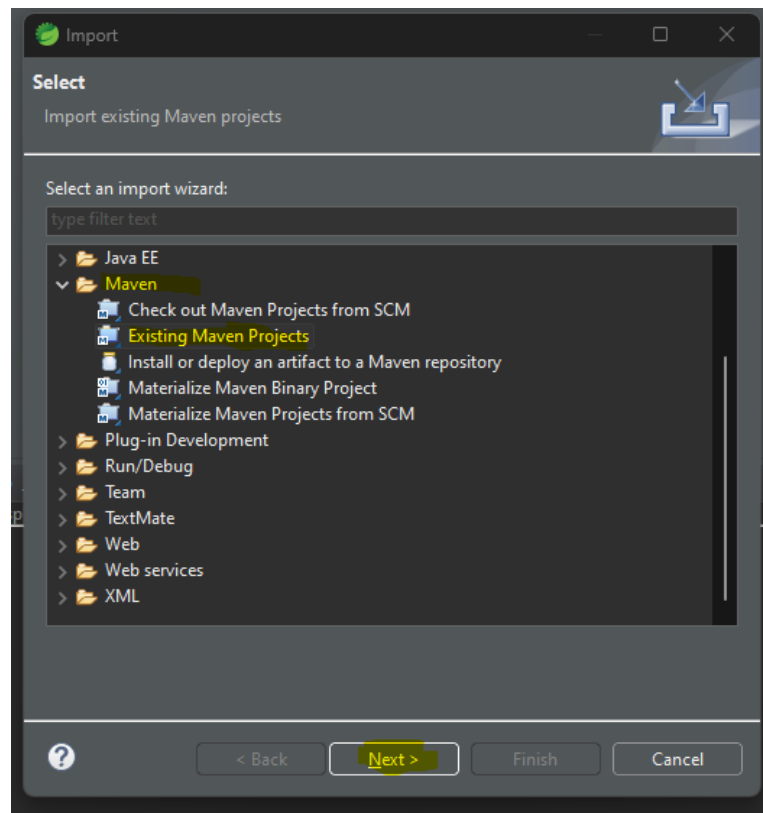 Import
Select
Import existing Maven projects
Select an import wizard:
type filter text
Java EE
Maven
Check out Maven Projects from SCM
Existing Maven Projects
Install or deploy an artifact to a Maven repository
Materialize Maven Binary Project
Materialize Maven Projects from SCM
Plug-in Development
Run/Debug
Team
TextMate
Web
Web services
XML
? < Back Next > Finish Cancel